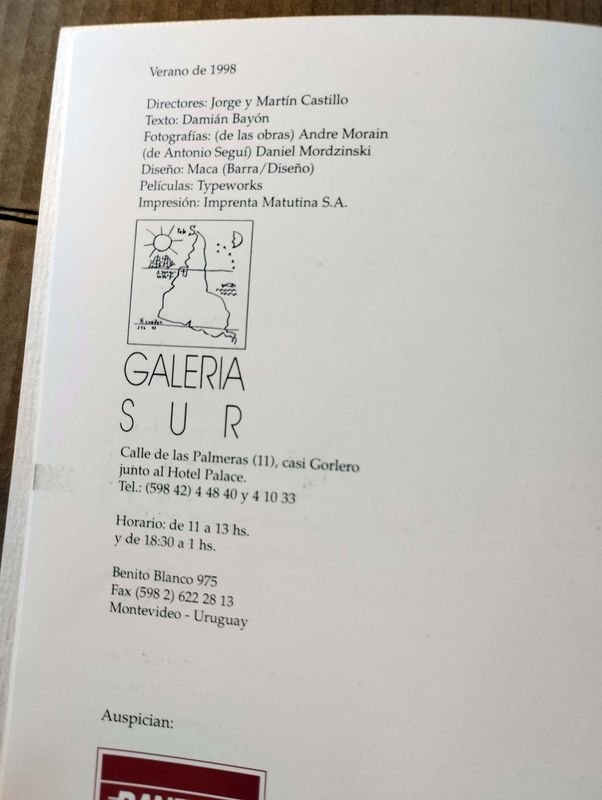 Verano de 1998
Directores: Jorge y Martín Castillo
Texto: Damián Bayón
Fotografías: (de las obras) Andre Morain
(de Antonio Seguí) Daniel Mordzinski
Diseño: Maca (Barra/Diseño)
Películas: Typeworks
Impresión: Imprenta Matutina S.A.
S
GALERIA
SUR
Calle de las Palmeras (11), casi Gorlero
junto al Hotel Palace.
Tel.: (598 42) 4 48 40 y 4 10 33
Horario: de 11 a 13 hs.
y de 18:30 a 1 hs.
Benito Blanco 975
Fax (598 2) 622 28 13
Montevideo - Uruguay
Auspician: